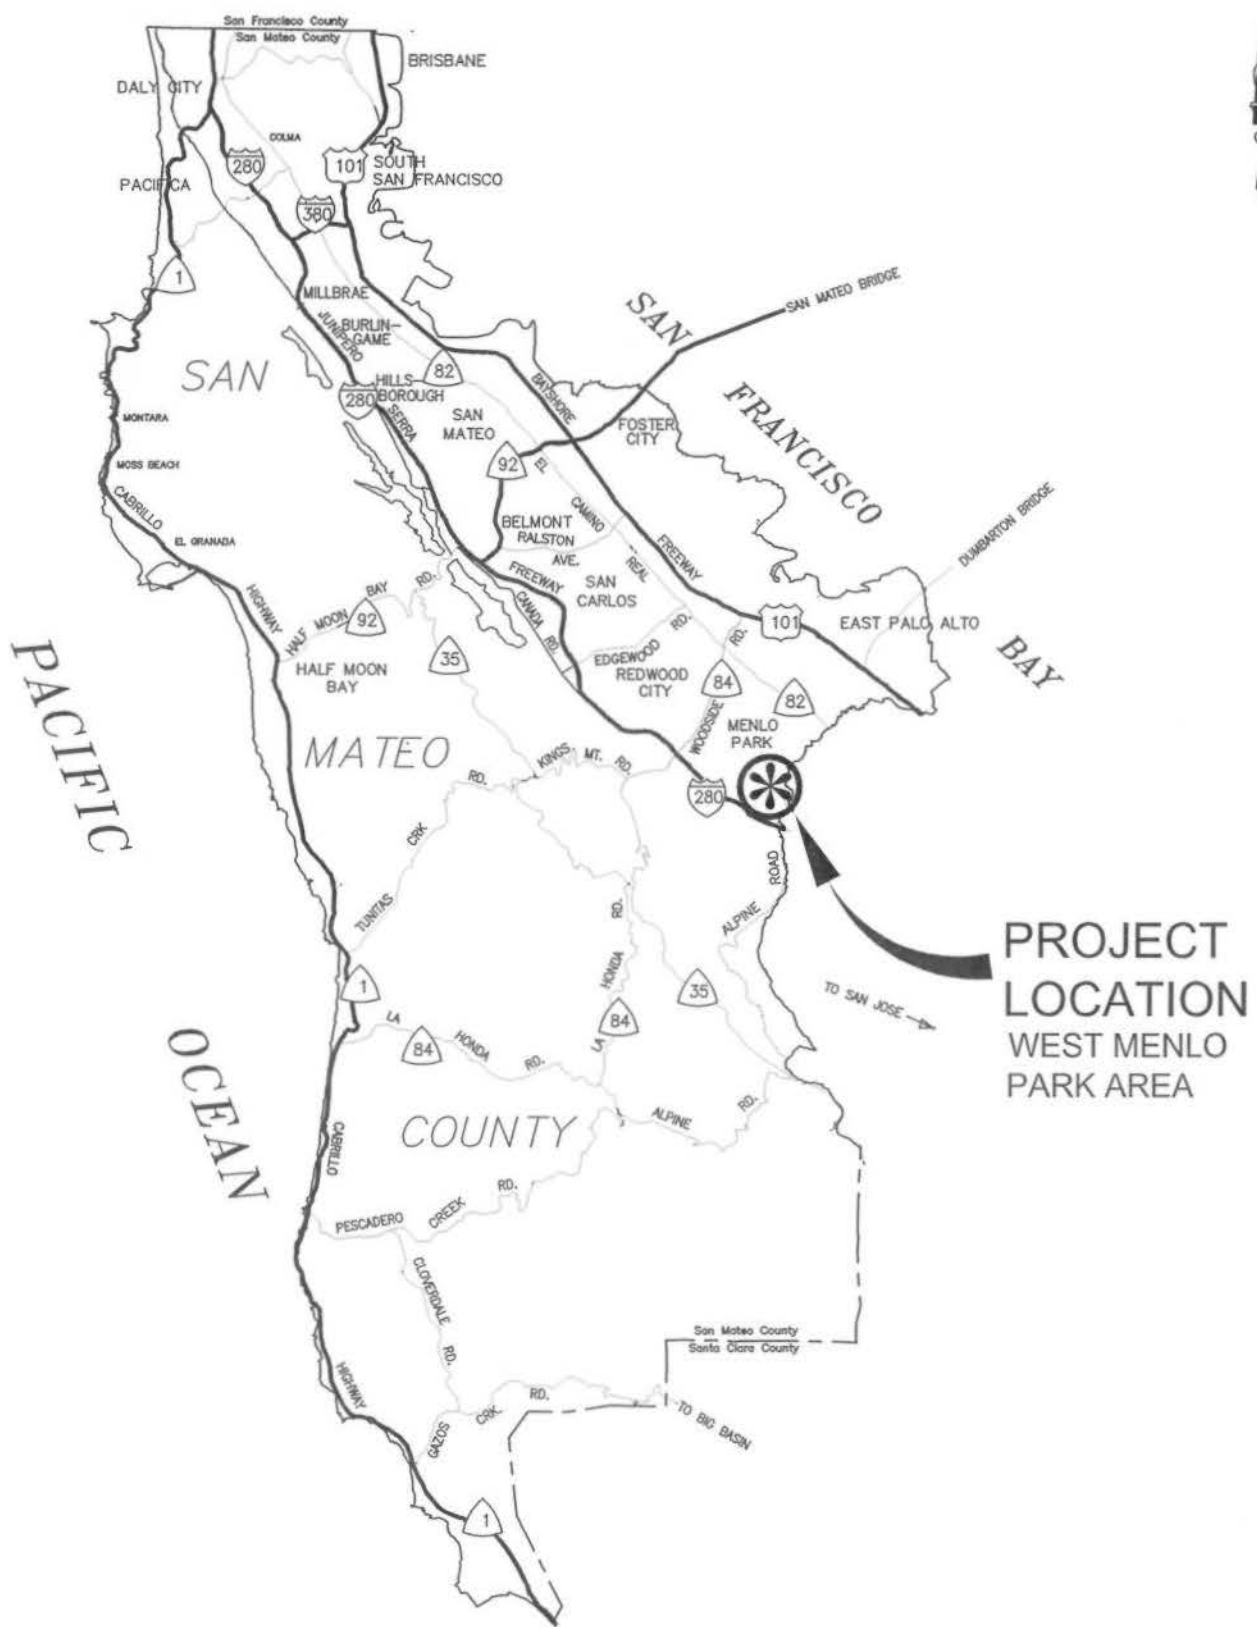 San Francisco County
San Mateo County
BRISBANE
DALY CITY
COLMA
280
101
SOUTH
SAN FRANCISCO
PACIFICA
380
1
MILLBRAE
SAN MATEO BRIDGE
SAN
FRANCISCO
BAY
JUNIPERO
BURLIN-
GAME
82
HILLS-
BOROUGH
280
SERRA
BAYSHORE
SAN
MONTARA
SAN
MATEO
FOSTER
CITY
92
EL
MOSS BEACH
CABRILLO
CAMINO
BELMONT
RALSTON
AVE.
REAL
FREEWAY
DUMBARTON BRIDGE
EL GRANADA
HIGHWAY
HALF MOON BAY RD.
92
FREEWAY
CANADA RD.
SAN
CARLOS
101
EAST PALO ALTO
35
EDGEWOOD RD.
RD.
HALF MOON
BAY
REDWOOD
CITY
84
82
WOODSIDE
MENLO
PARK
PACIFIC
MATEO
KINGS MT. RD.
280
TUNITAS CRK RD.
ROAD
ALPINE
PROJECT
LOCATION
WEST MENLO
PARK AREA
LA HONDA RD.
35
84
TO SAN JOSE
1
LA HONDA RD.
84
OCEAN
ALPINE RD.
COUNTY
CABRILLO
PESCADERO CREEK RD.
CLOVERDALE RD.
San Mateo County
Santa Clara County
HIGHWAY
GAZOS CRK. RD.
TO BIG BASIN
1